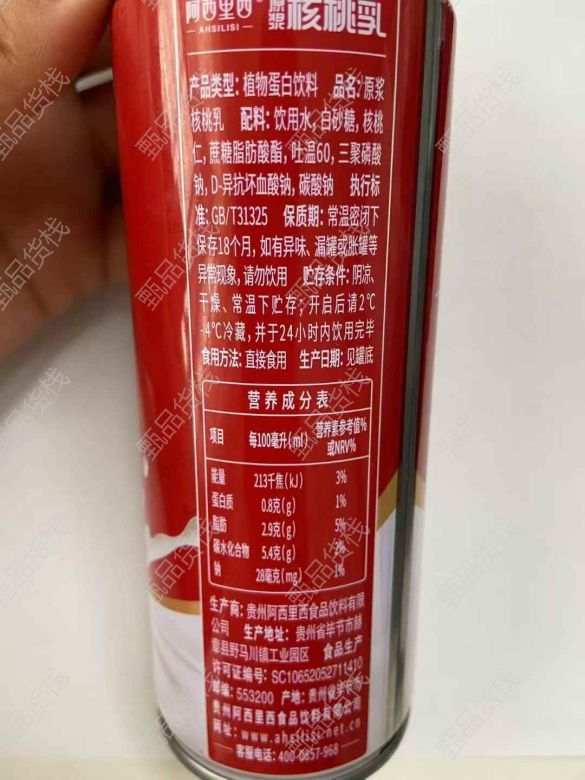 阿西里西® 原浆 核桃乳
AHSILISI
产品类型: 植物蛋白饮料 品名: 原浆
核桃乳 配料: 饮用水, 白砂糖, 核桃
仁, 蔗糖脂肪酸酯, 吐温60, 三聚磷酸
钠, D-异抗坏血酸钠, 碳酸钠 执行标
准: GB/T31325 保质期: 常温密闭下
保存18个月, 如有异味、漏罐或胀罐等
异常现象, 请勿饮用 贮存条件: 阴凉、
干燥、常温下贮存; 开启后请2℃
-4℃冷藏, 并于24小时内饮用完毕
食用方法: 直接食用 生产日期: 见罐底
营养成分表
项目 每100毫升(ml) 营养素参考值%或NRV%
能量 213千焦(kJ) 3%
蛋白质 0.8克(g) 1%
脂肪 2.9克(g) 5%
碳水化合物 5.4克(g) 2%
钠 28毫克(mg) 1%
生产商: 贵州阿西里西食品饮料有限
公司 生产地址: 贵州省毕节市赫
章县野马川镇工业园区 食品生产
许可证编号: SC10652052711410
邮编: 553200 产地: 贵州省毕节
贵州阿西里西食品饮料有限公司
网址: www.ahsilisi.net.cn
客服电话: 400-0857-968
甄品货栈